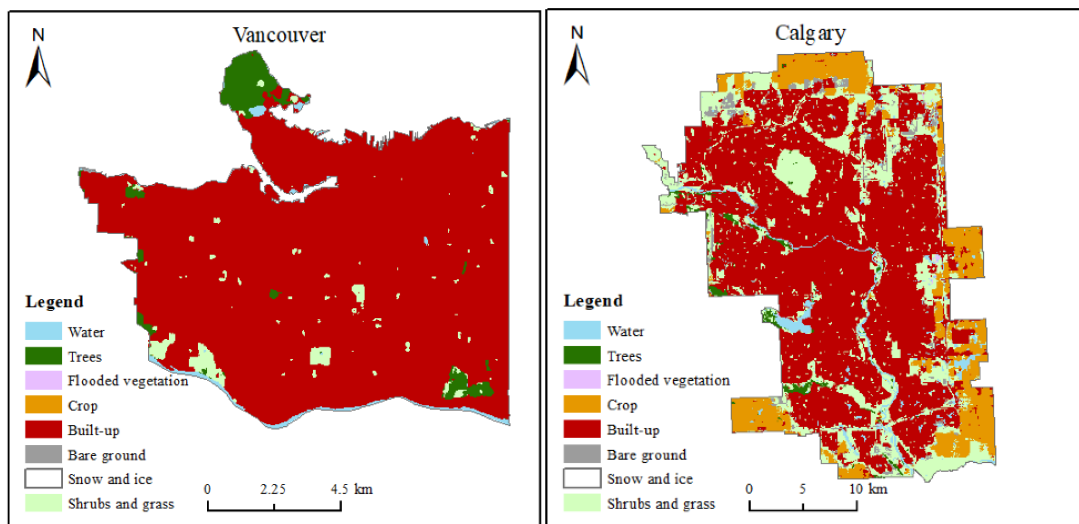 Vancouver
N
Legend
Water
Trees
Flooded vegetation
Crop
Built-up
Bare ground
Snow and ice
Shrubs and grass
0 2.25 4.5 km
Calgary
N
Legend
Water
Trees
Flooded vegetation
Crop
Built-up
Bare ground
Snow and ice
Shrubs and grass
0 5 10 km